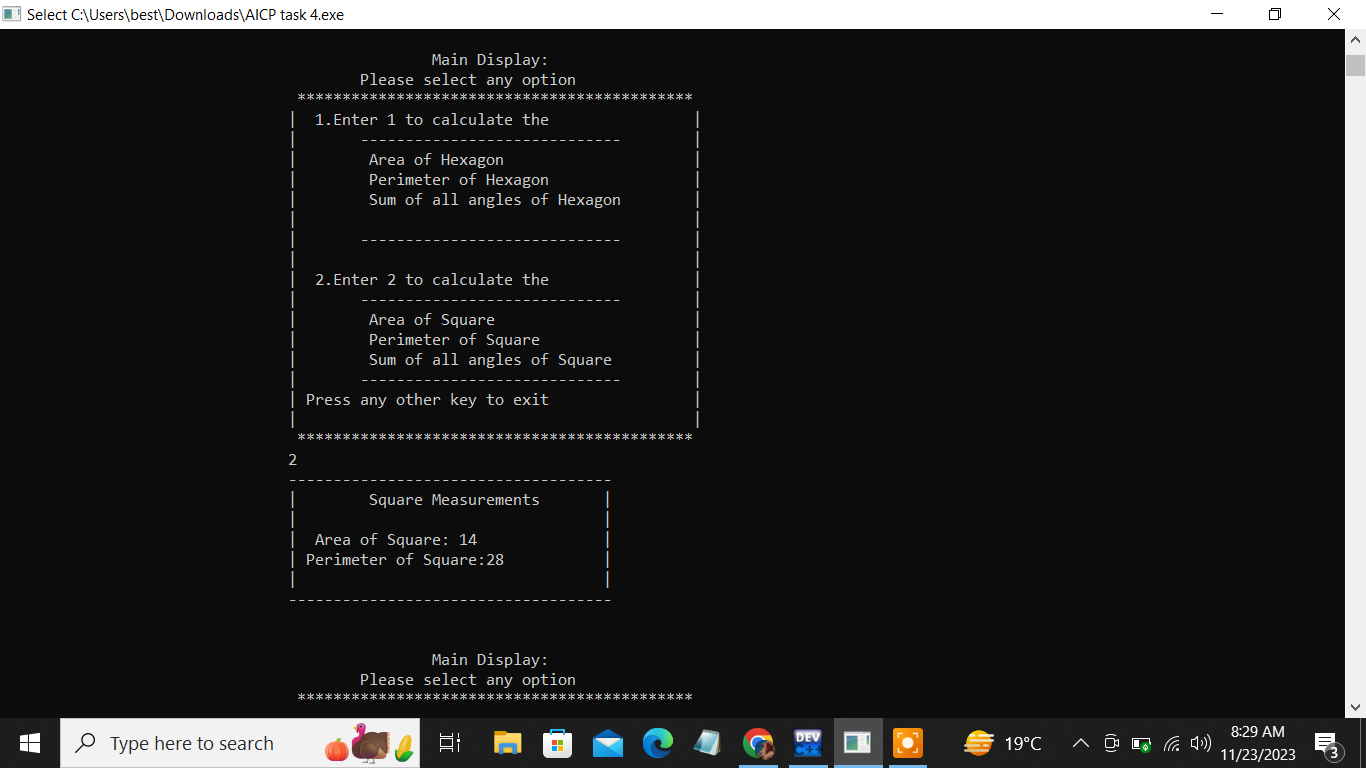 Select C:\Users\best\Downloads\AICP task 4.exe
Main Display:
Please select any option
********************************************
| 1.Enter 1 to calculate the |
| ----------------------------- |
| Area of Hexagon |
| Perimeter of Hexagon |
| Sum of all angles of Hexagon |
| |
| ----------------------------- |
| |
| 2.Enter 2 to calculate the |
| ----------------------------- |
| Area of Square |
| Perimeter of Square |
| Sum of all angles of Square |
| ----------------------------- |
| Press any other key to exit |
| |
********************************************
2
------------------------------------
| Square Measurements |
| |
| Area of Square: 14 |
| Perimeter of Square:28 |
| |
------------------------------------
Main Display:
Please select any option
********************************************
Type here to search
DEV
19°C
8:29 AM
11/23/2023
3